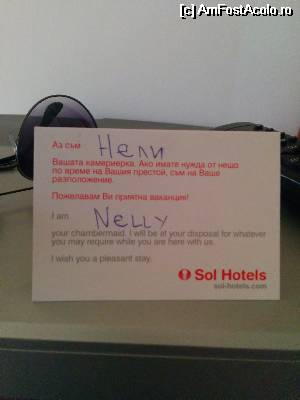 [c] AmFostAcolo.ro
Аз съм Нели
Вашата камериерка. Ако имате нужда от нещо
по време на Вашия престой, съм на Ваше
разположение.
Пожелавам Ви приятна ваканция!
I am NELLY
your chambermaid. I will be at your disposal for whatever
you may require while you are here with us.
I wish you a pleasant stay.
Sol Hotels
sol-hotels.com